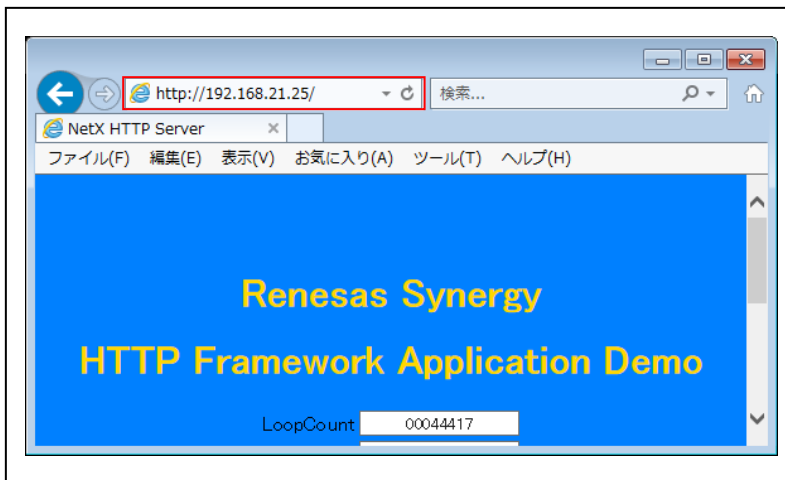 http://192.168.21.25/
検索...
NetX HTTP Server
ファイル(F) 編集(E) 表示(V) お気に入り(A) ツール(T) ヘルプ(H)
Renesas Synergy
HTTP Framework Application Demo
LoopCount 00044417